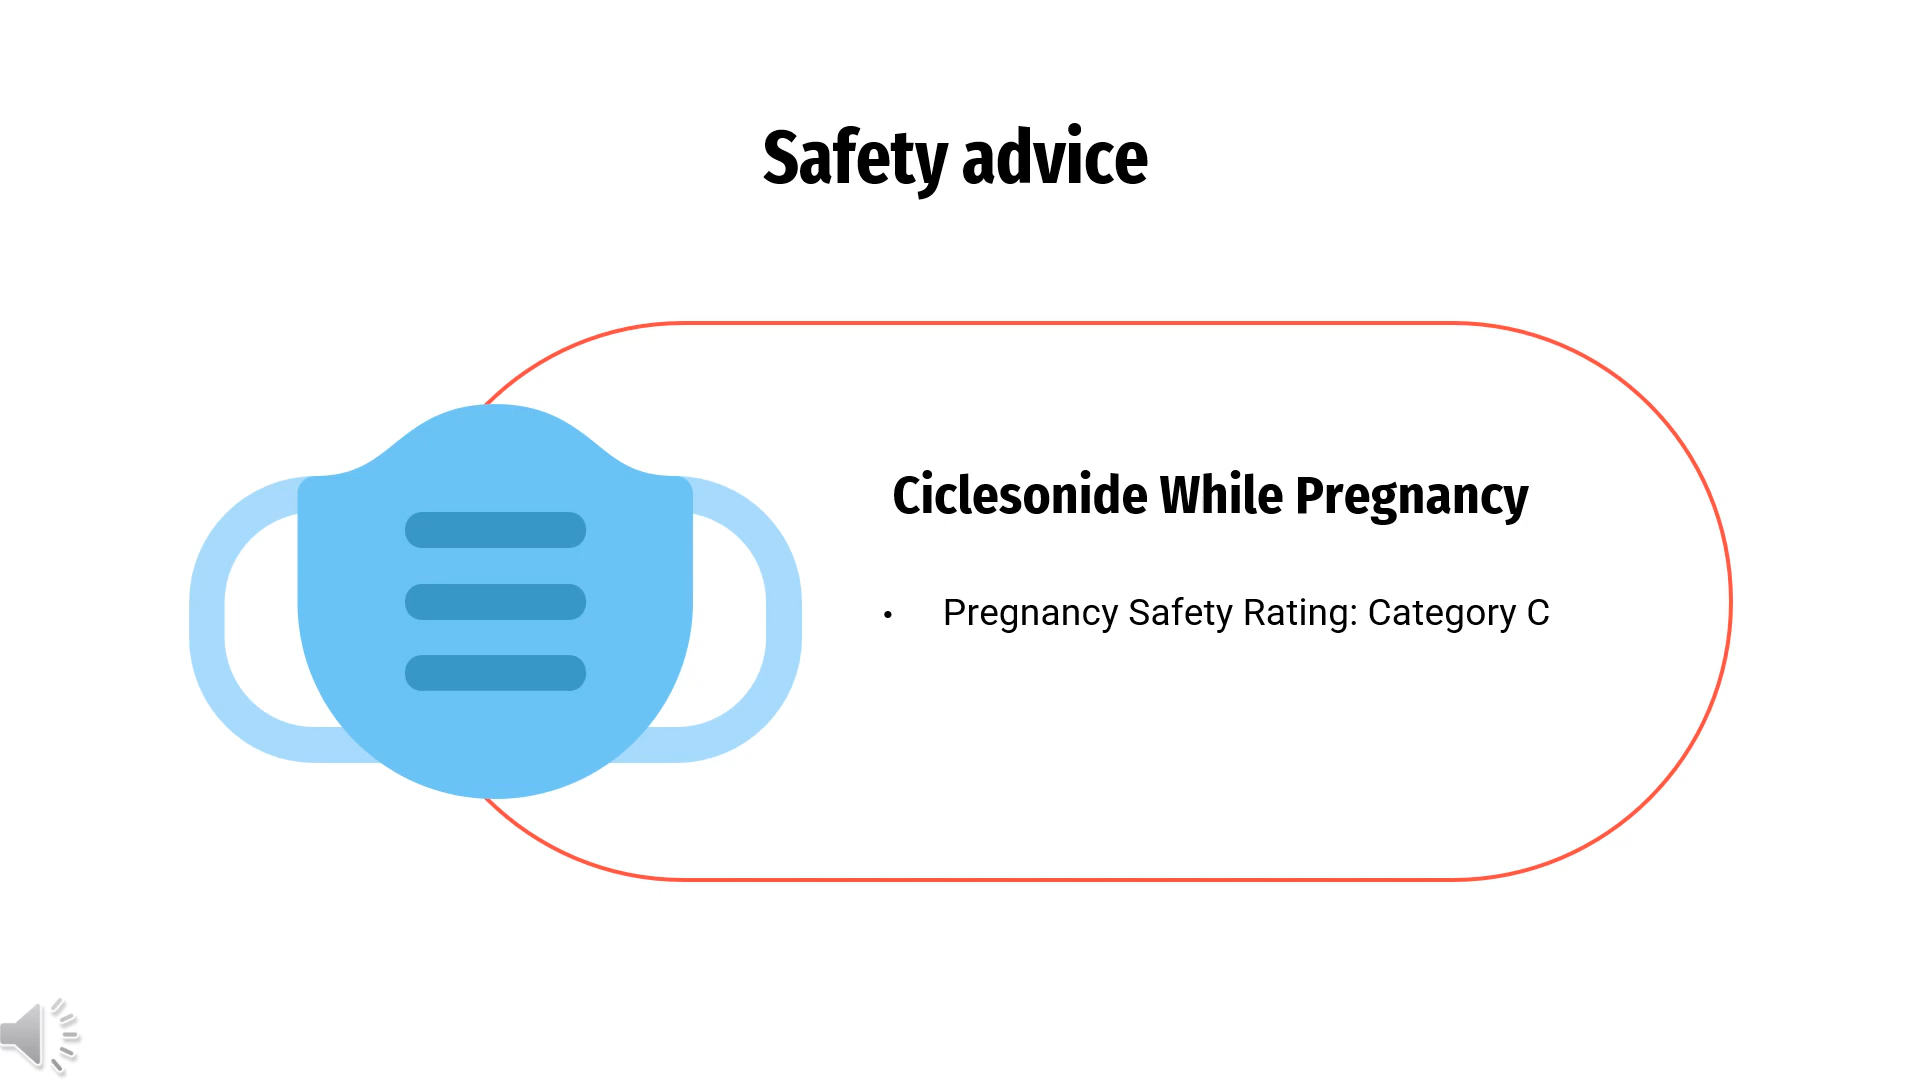 Safety advice
Ciclesonide While Pregnancy
• Pregnancy Safety Rating: Category C